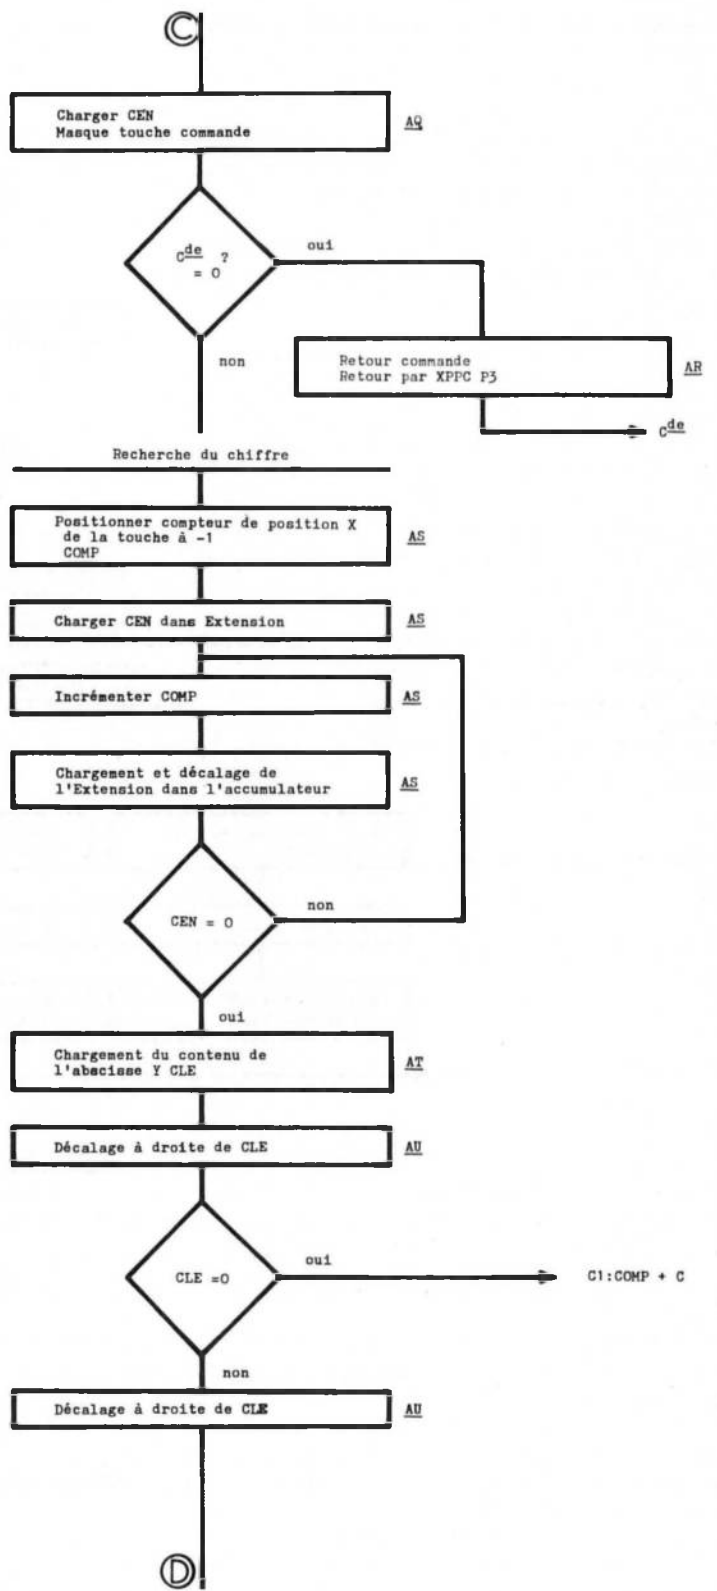 C
Charger CEN
Masque touche commande
AQ
oui
Cde ?
= 0
non
Retour commande
Retour par XPPC P3
AR
Cde
Recherche du chiffre
Positionner compteur de position X
de la touche à -1
COMP
AS
Charger CEN dans Extension
AS
Incrémenter COMP
AS
Chargement et décalage de
l'Extension dans l'accumulateur
AS
non
CEN = 0
oui
Chargement du contenu de
l'abscisse Y CLE
AT
Décalage à droite de CLE
AU
oui
CLE =0
C1:COMP + C
non
Décalage à droite de CLE
AU
D